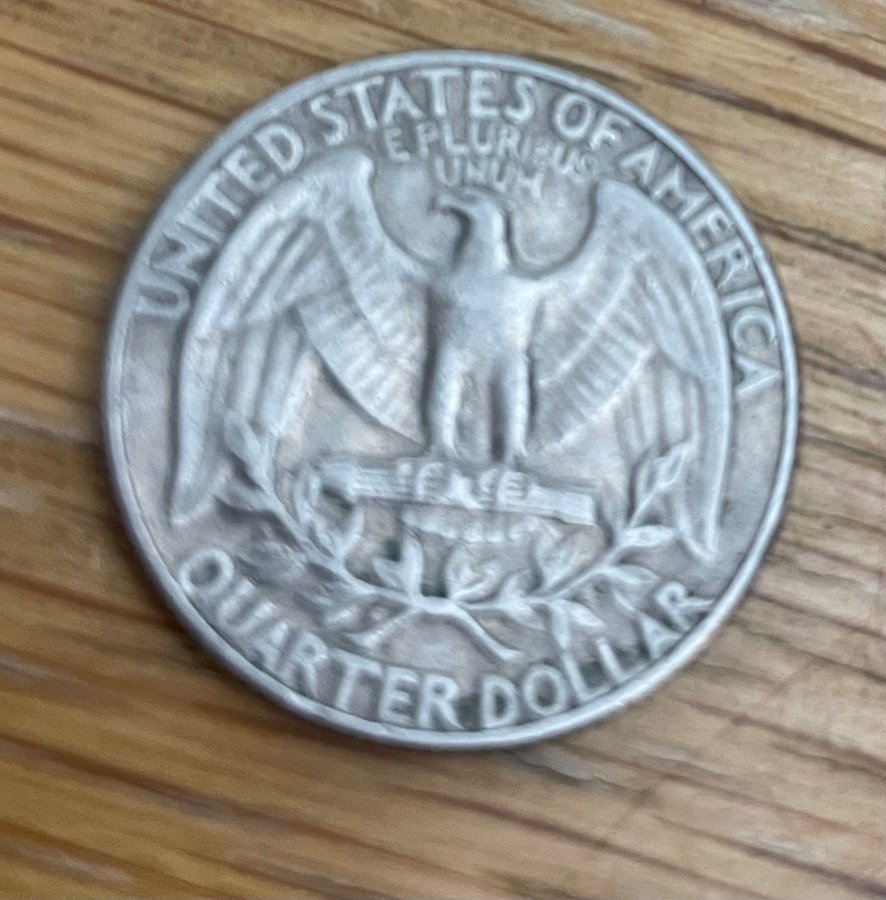 UNITED STATES OF AMERICA
E PLURIBUS
UNUM
QUARTER DOLLAR